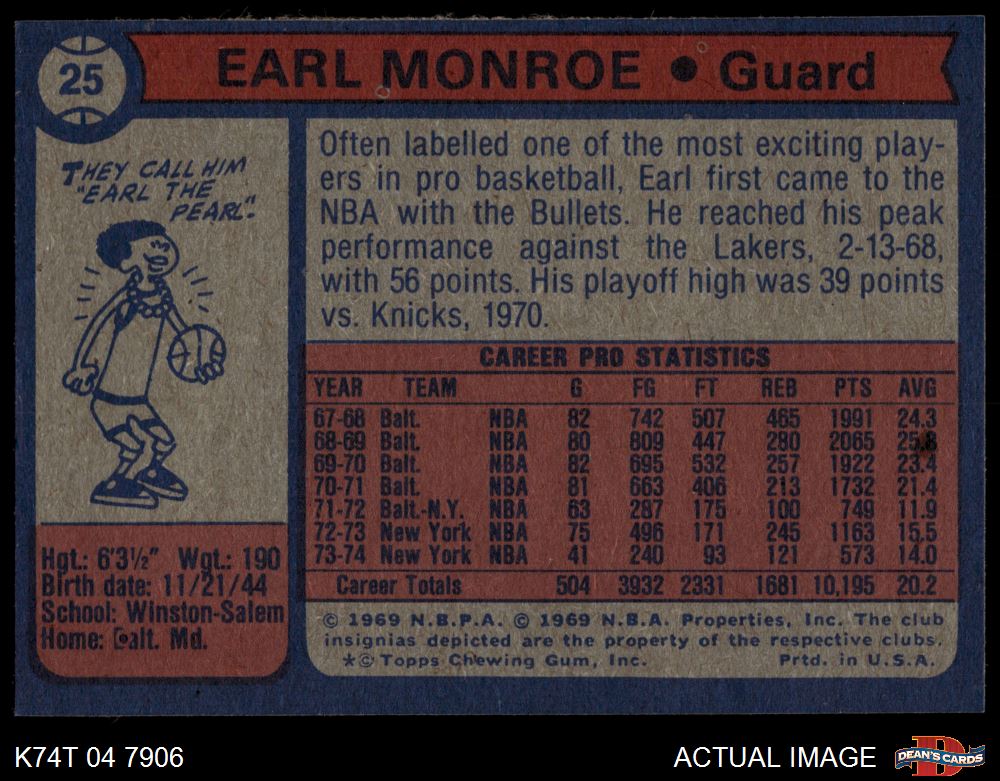 25
EARL MONROE • Guard
THEY CALL HIM
"EARL THE
PEARL".
Often labelled one of the most exciting play-
ers in pro basketball, Earl first came to the
NBA with the Bullets. He reached his peak
performance against the Lakers, 2-13-68,
with 56 points. His playoff high was 39 points
vs. Knicks, 1970.
CAREER PRO STATISTICS
YEAR TEAM G FG FT REB PTS AVG
67-68 Balt. NBA 82 742 507 465 1991 24.3
68-69 Balt. NBA 80 809 447 280 2065 25.8
69-70 Balt. NBA 82 695 532 257 1922 23.4
70-71 Balt. NBA 81 663 406 213 1732 21.4
71-72 Balt.-N.Y. NBA 63 287 175 100 749 11.9
72-73 New York NBA 75 496 171 245 1163 15.5
73-74 New York NBA 41 240 93 121 573 14.0
Career Totals 504 3932 2331 1681 10,195 20.2
Hgt.: 6'3½" Wgt.: 190
Birth date: 11/21/44
School: Winston-Salem
Home: Balt. Md.
© 1969 N.B.P.A. © 1969 N.B.A. Properties, Inc. The club
insignias depicted are the property of the respective clubs.
*© Topps Chewing Gum, Inc. Prtd. in U.S.A.
K74T 04 7906
ACTUAL IMAGE
D
DEAN'S CARDS